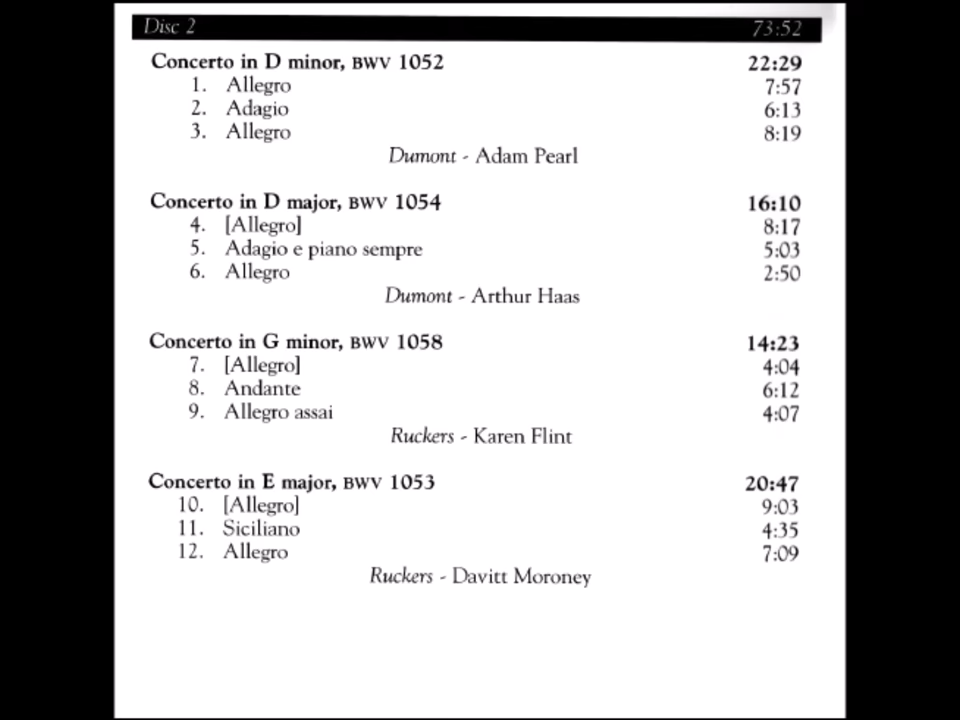 Disc 2 73:52
Concerto in D minor, BWV 1052 22:29
1. Allegro 7:57
2. Adagio 6:13
3. Allegro 8:19
Dumont - Adam Pearl
Concerto in D major, BWV 1054 16:10
4. [Allegro] 8:17
5. Adagio e piano sempre 5:03
6. Allegro 2:50
Dumont - Arthur Haas
Concerto in G minor, BWV 1058 14:23
7. [Allegro] 4:04
8. Andante 6:12
9. Allegro assai 4:07
Ruckers - Karen Flint
Concerto in E major, BWV 1053 20:47
10. [Allegro] 9:03
11. Siciliano 4:35
12. Allegro 7:09
Ruckers - Davitt Moroney